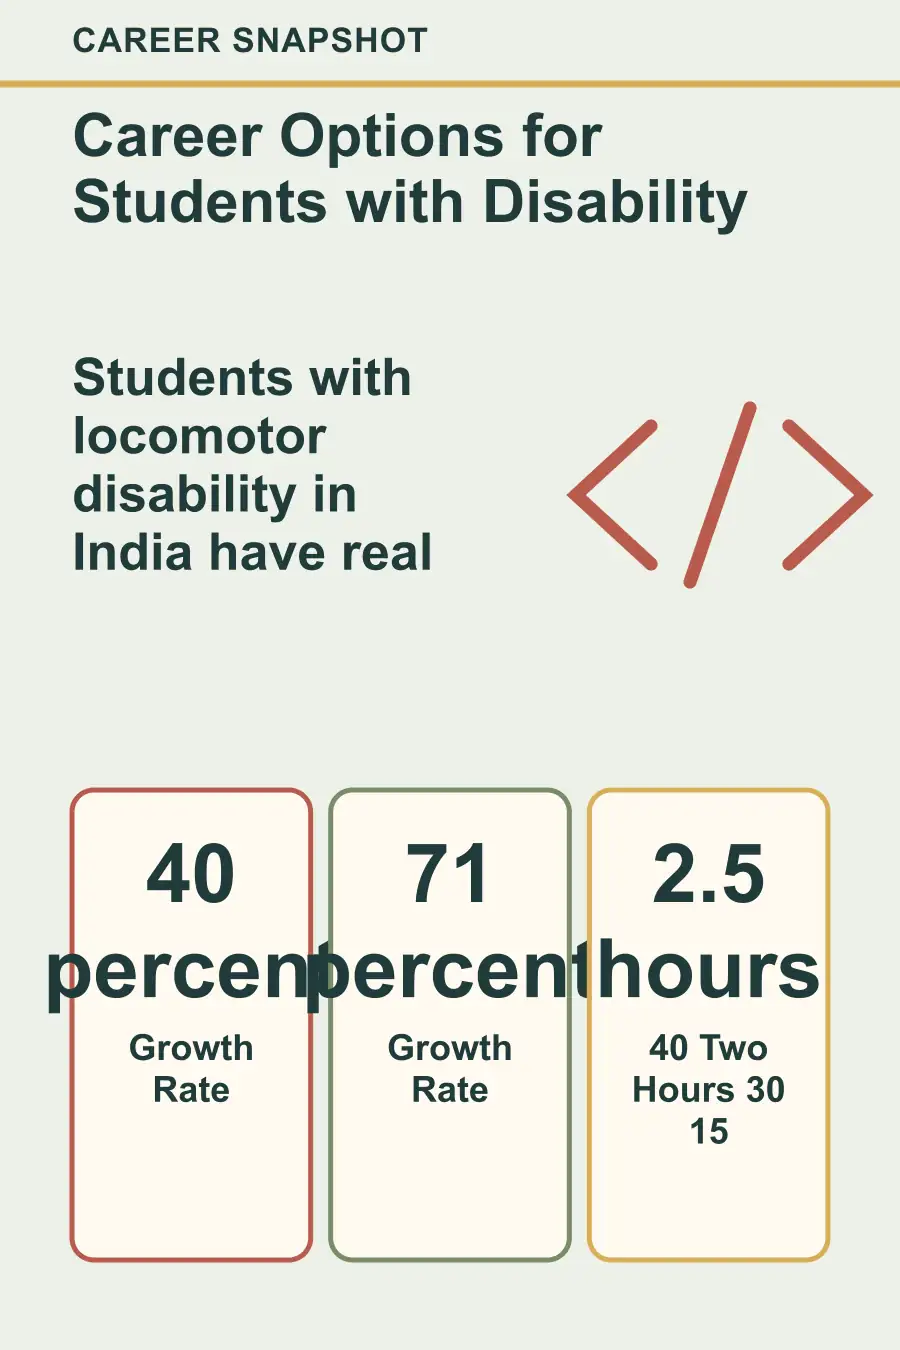 CAREER SNAPSHOT
Career Options for
Students with Disability
Students with
locomotor
disability in
India have real
40
percent
Growth
Rate
71
percent
Growth
Rate
2.5
hours
40 Two
Hours 30
15